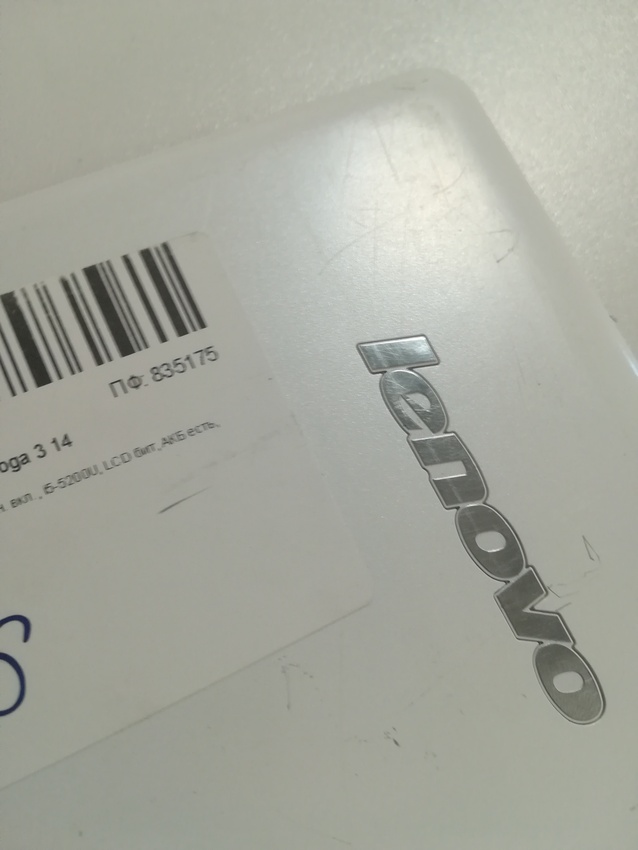 ПФ: 835175
oga 3 14
вкл., i5-5200U, LCD бит, АКБ есть,
lenovo